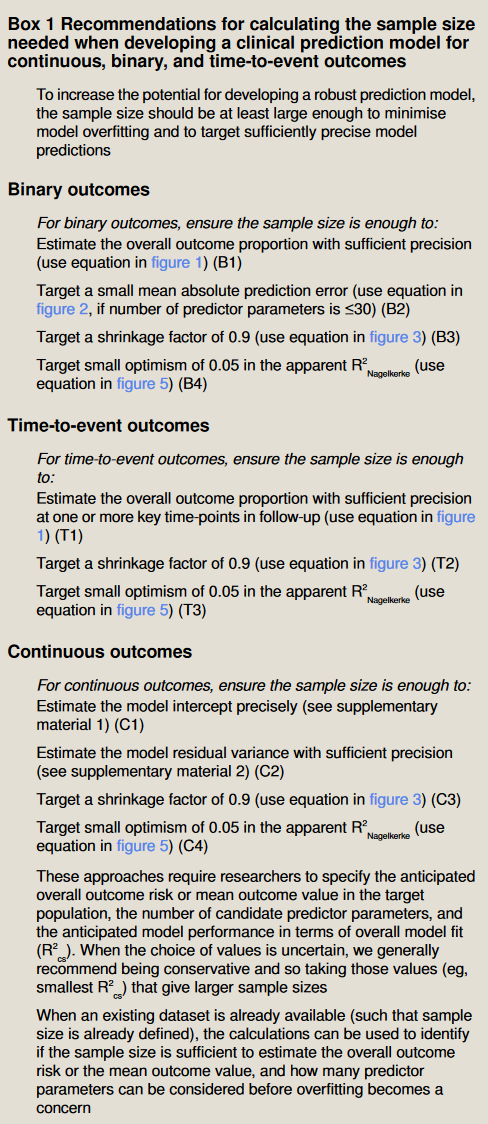 Box 1 Recommendations for calculating the sample size
needed when developing a clinical prediction model for
continuous, binary, and time-to-event outcomes
To increase the potential for developing a robust prediction model,
the sample size should be at least large enough to minimise
model overfitting and to target sufficiently precise model
predictions
Binary outcomes
For binary outcomes, ensure the sample size is enough to:
Estimate the overall outcome proportion with sufficient precision
(use equation in figure 1) (B1)
Target a small mean absolute prediction error (use equation in
figure 2, if number of predictor parameters is ≤30) (B2)
Target a shrinkage factor of 0.9 (use equation in figure 3) (B3)
Target small optimism of 0.05 in the apparent R²Nagelkerke (use
equation in figure 5) (B4)
Time-to-event outcomes
For time-to-event outcomes, ensure the sample size is enough
to:
Estimate the overall outcome proportion with sufficient precision
at one or more key time-points in follow-up (use equation in figure
1) (T1)
Target a shrinkage factor of 0.9 (use equation in figure 3) (T2)
Target small optimism of 0.05 in the apparent R²Nagelkerke (use
equation in figure 5) (T3)
Continuous outcomes
For continuous outcomes, ensure the sample size is enough to:
Estimate the model intercept precisely (see supplementary
material 1) (C1)
Estimate the model residual variance with sufficient precision
(see supplementary material 2) (C2)
Target a shrinkage factor of 0.9 (use equation in figure 3) (C3)
Target small optimism of 0.05 in the apparent R²Nagelkerke (use
equation in figure 5) (C4)
These approaches require researchers to specify the anticipated
overall outcome risk or mean outcome value in the target
population, the number of candidate predictor parameters, and
the anticipated model performance in terms of overall model fit
(R²cs). When the choice of values is uncertain, we generally
recommend being conservative and so taking those values (eg,
smallest R²cs) that give larger sample sizes
When an existing dataset is already available (such that sample
size is already defined), the calculations can be used to identify
if the sample size is sufficient to estimate the overall outcome
risk or the mean outcome value, and how many predictor
parameters can be considered before overfitting becomes a
concern